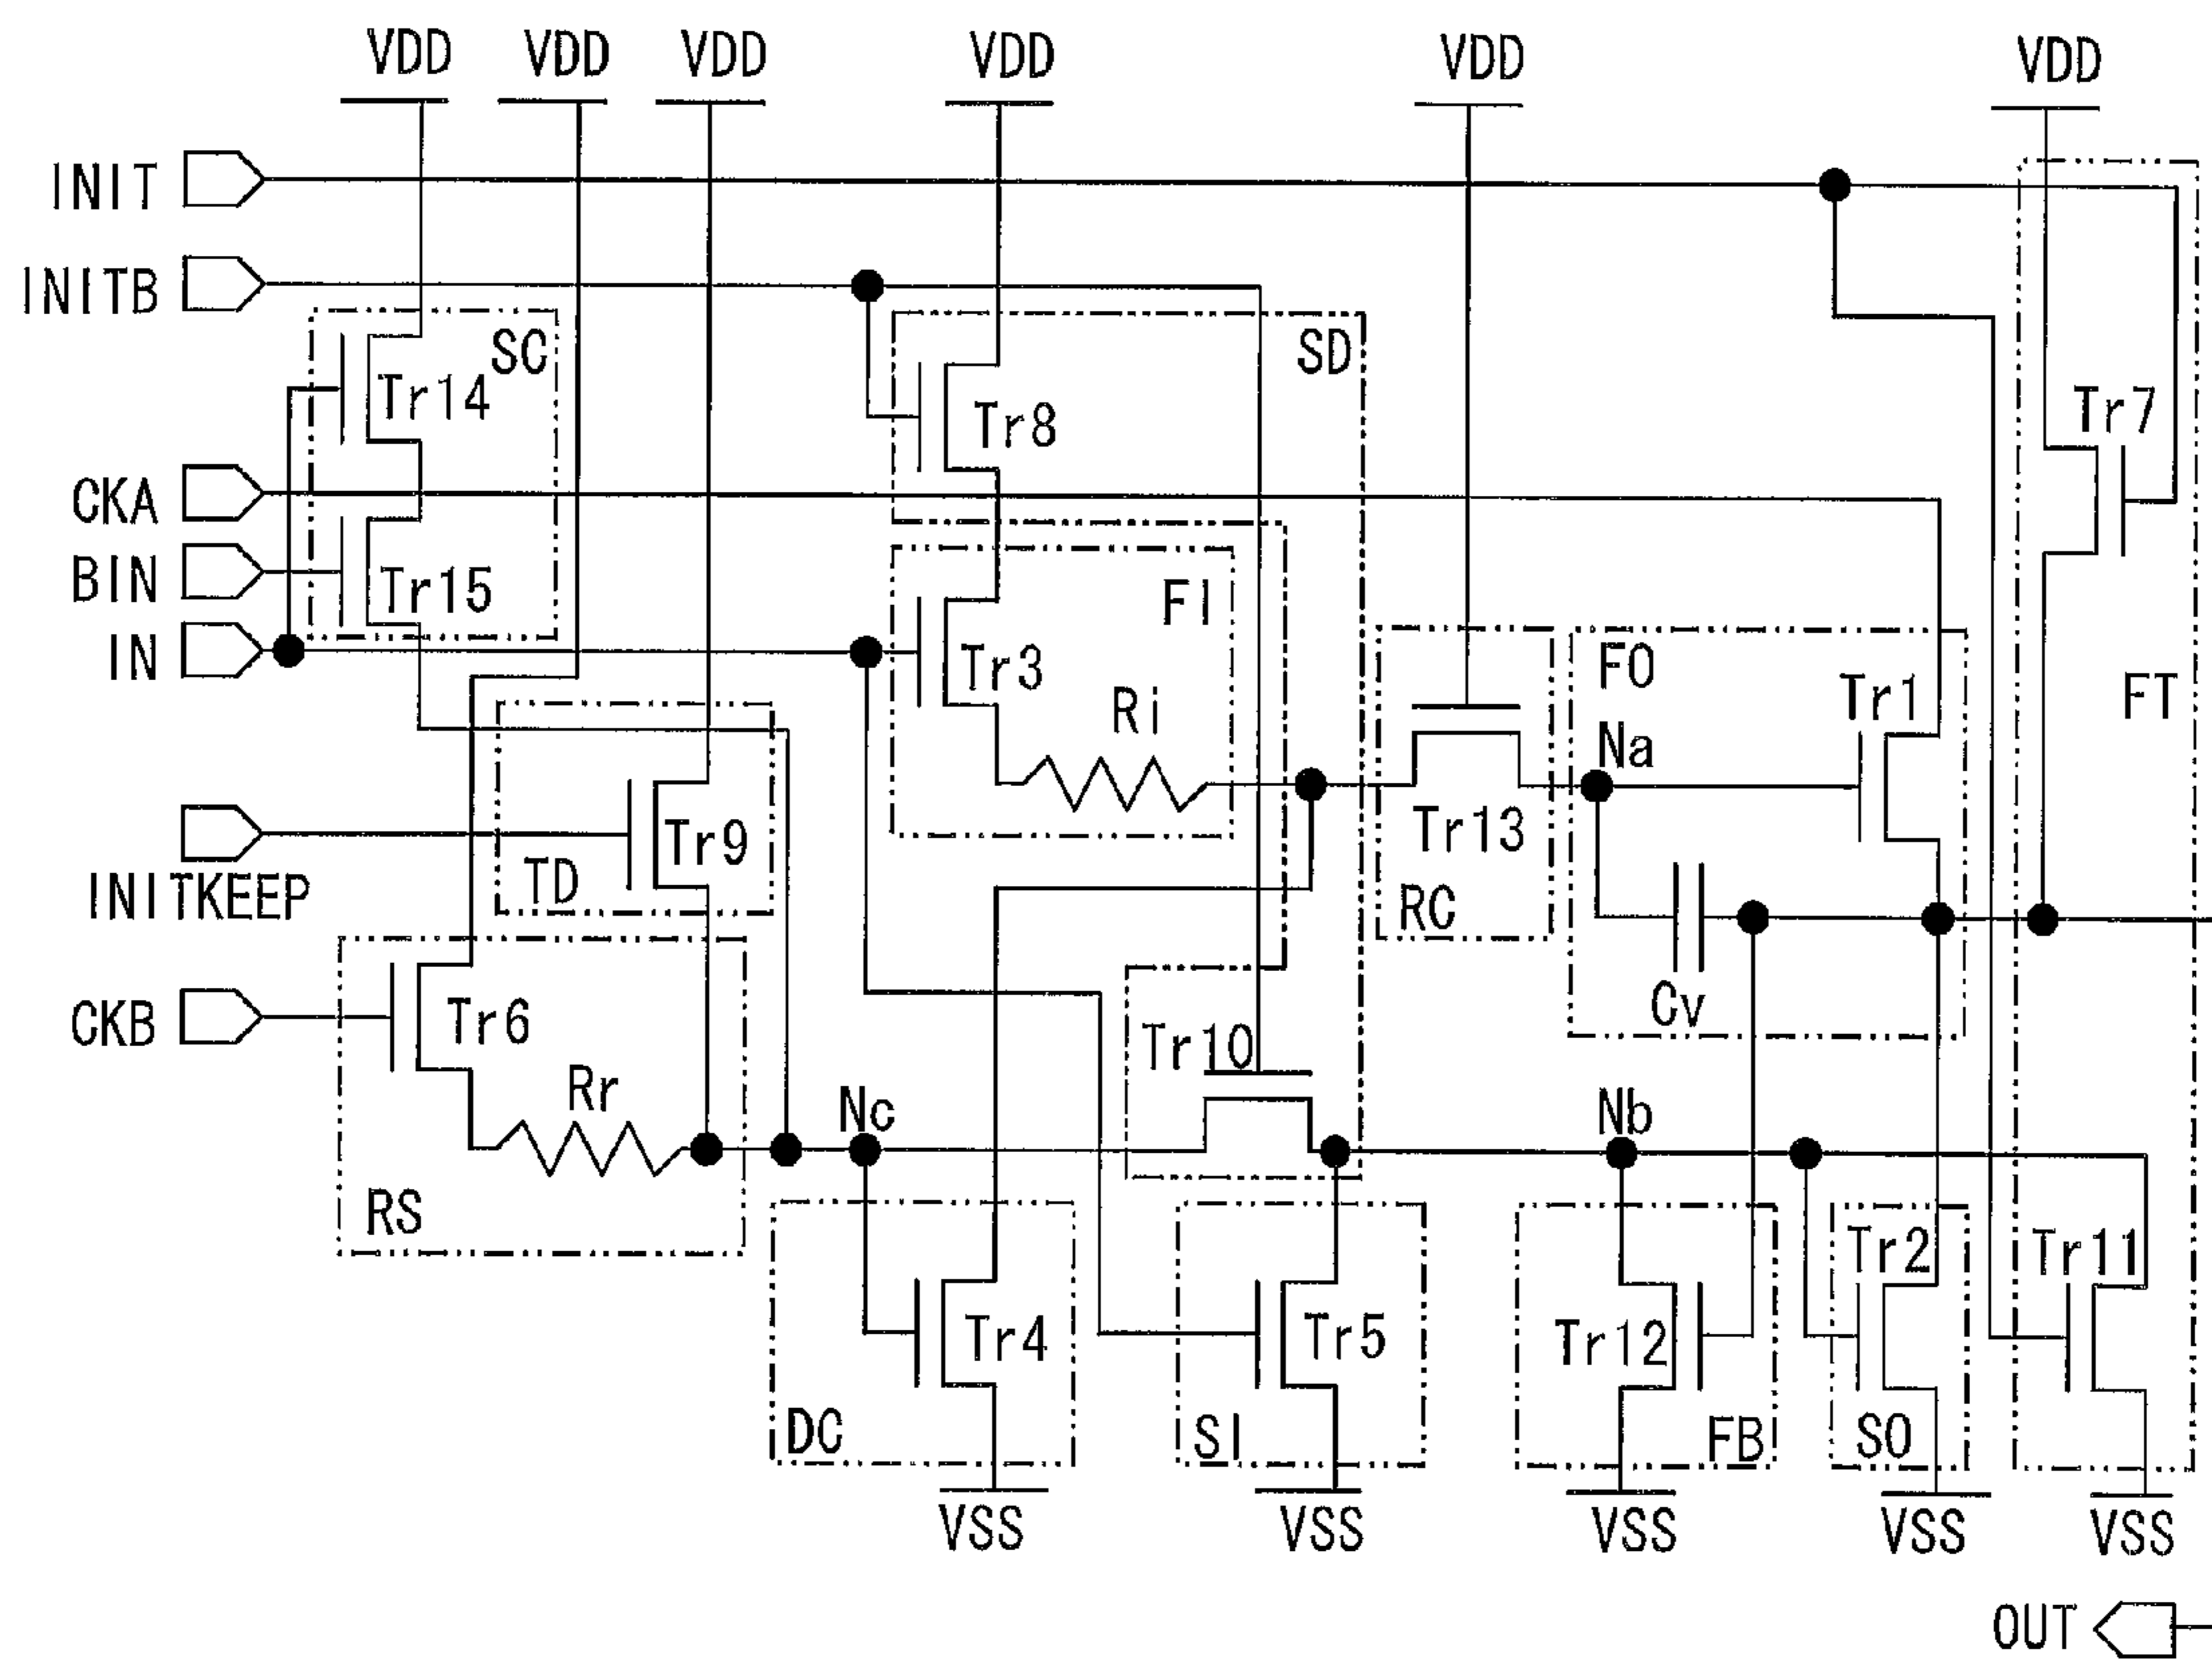 VDD VDD VDD VDD VDD VDD
INIT
INITB
SC
SD
Tr14
Tr8
Tr7
CKA
BIN
Tr15
FI
IN
Tr3
FO
Tr1
FT
Ri
Na
Tr9
Tr13
TD
INITKEEP
RC
Cv
CKB
Tr6
Tr10
Rr
Nc
Nb
RS
Tr2
Tr11
Tr4
Tr5
Tr12
DC
SI
FB
SO
VSS VSS VSS VSS VSS
OUT